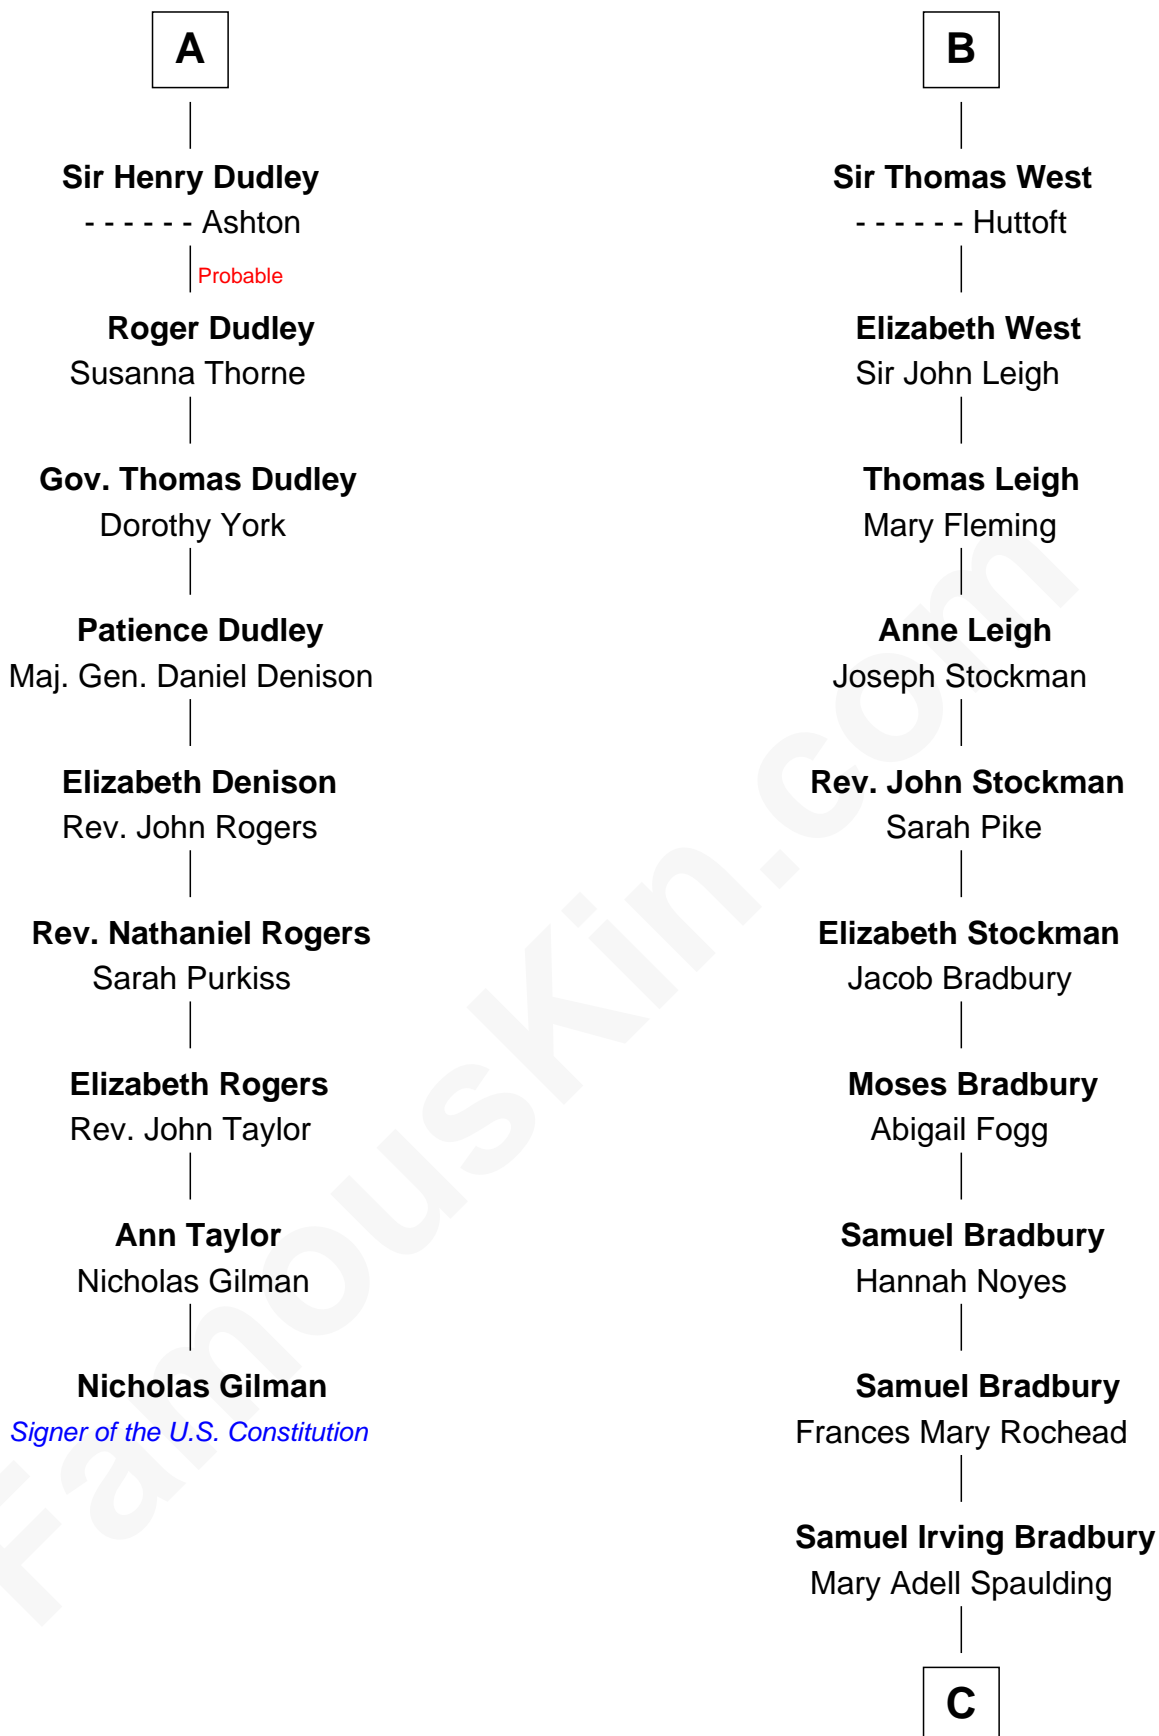 A
Sir Henry Dudley
- - - - - - Ashton
Probable
Roger Dudley
Susanna Thorne
Gov. Thomas Dudley
Dorothy York
Patience Dudley
Maj. Gen. Daniel Denison
Elizabeth Denison
Rev. John Rogers
Rev. Nathaniel Rogers
Sarah Purkiss
Elizabeth Rogers
Rev. John Taylor
Ann Taylor
Nicholas Gilman
Nicholas Gilman
Signer of the U.S. Constitution
B
Sir Thomas West
- - - - - - Huttoft
Elizabeth West
Sir John Leigh
Thomas Leigh
Mary Fleming
Anne Leigh
Joseph Stockman
Rev. John Stockman
Sarah Pike
Elizabeth Stockman
Jacob Bradbury
Moses Bradbury
Abigail Fogg
Samuel Bradbury
Hannah Noyes
Samuel Bradbury
Frances Mary Rochead
Samuel Irving Bradbury
Mary Adell Spaulding
C
FamousKin.com